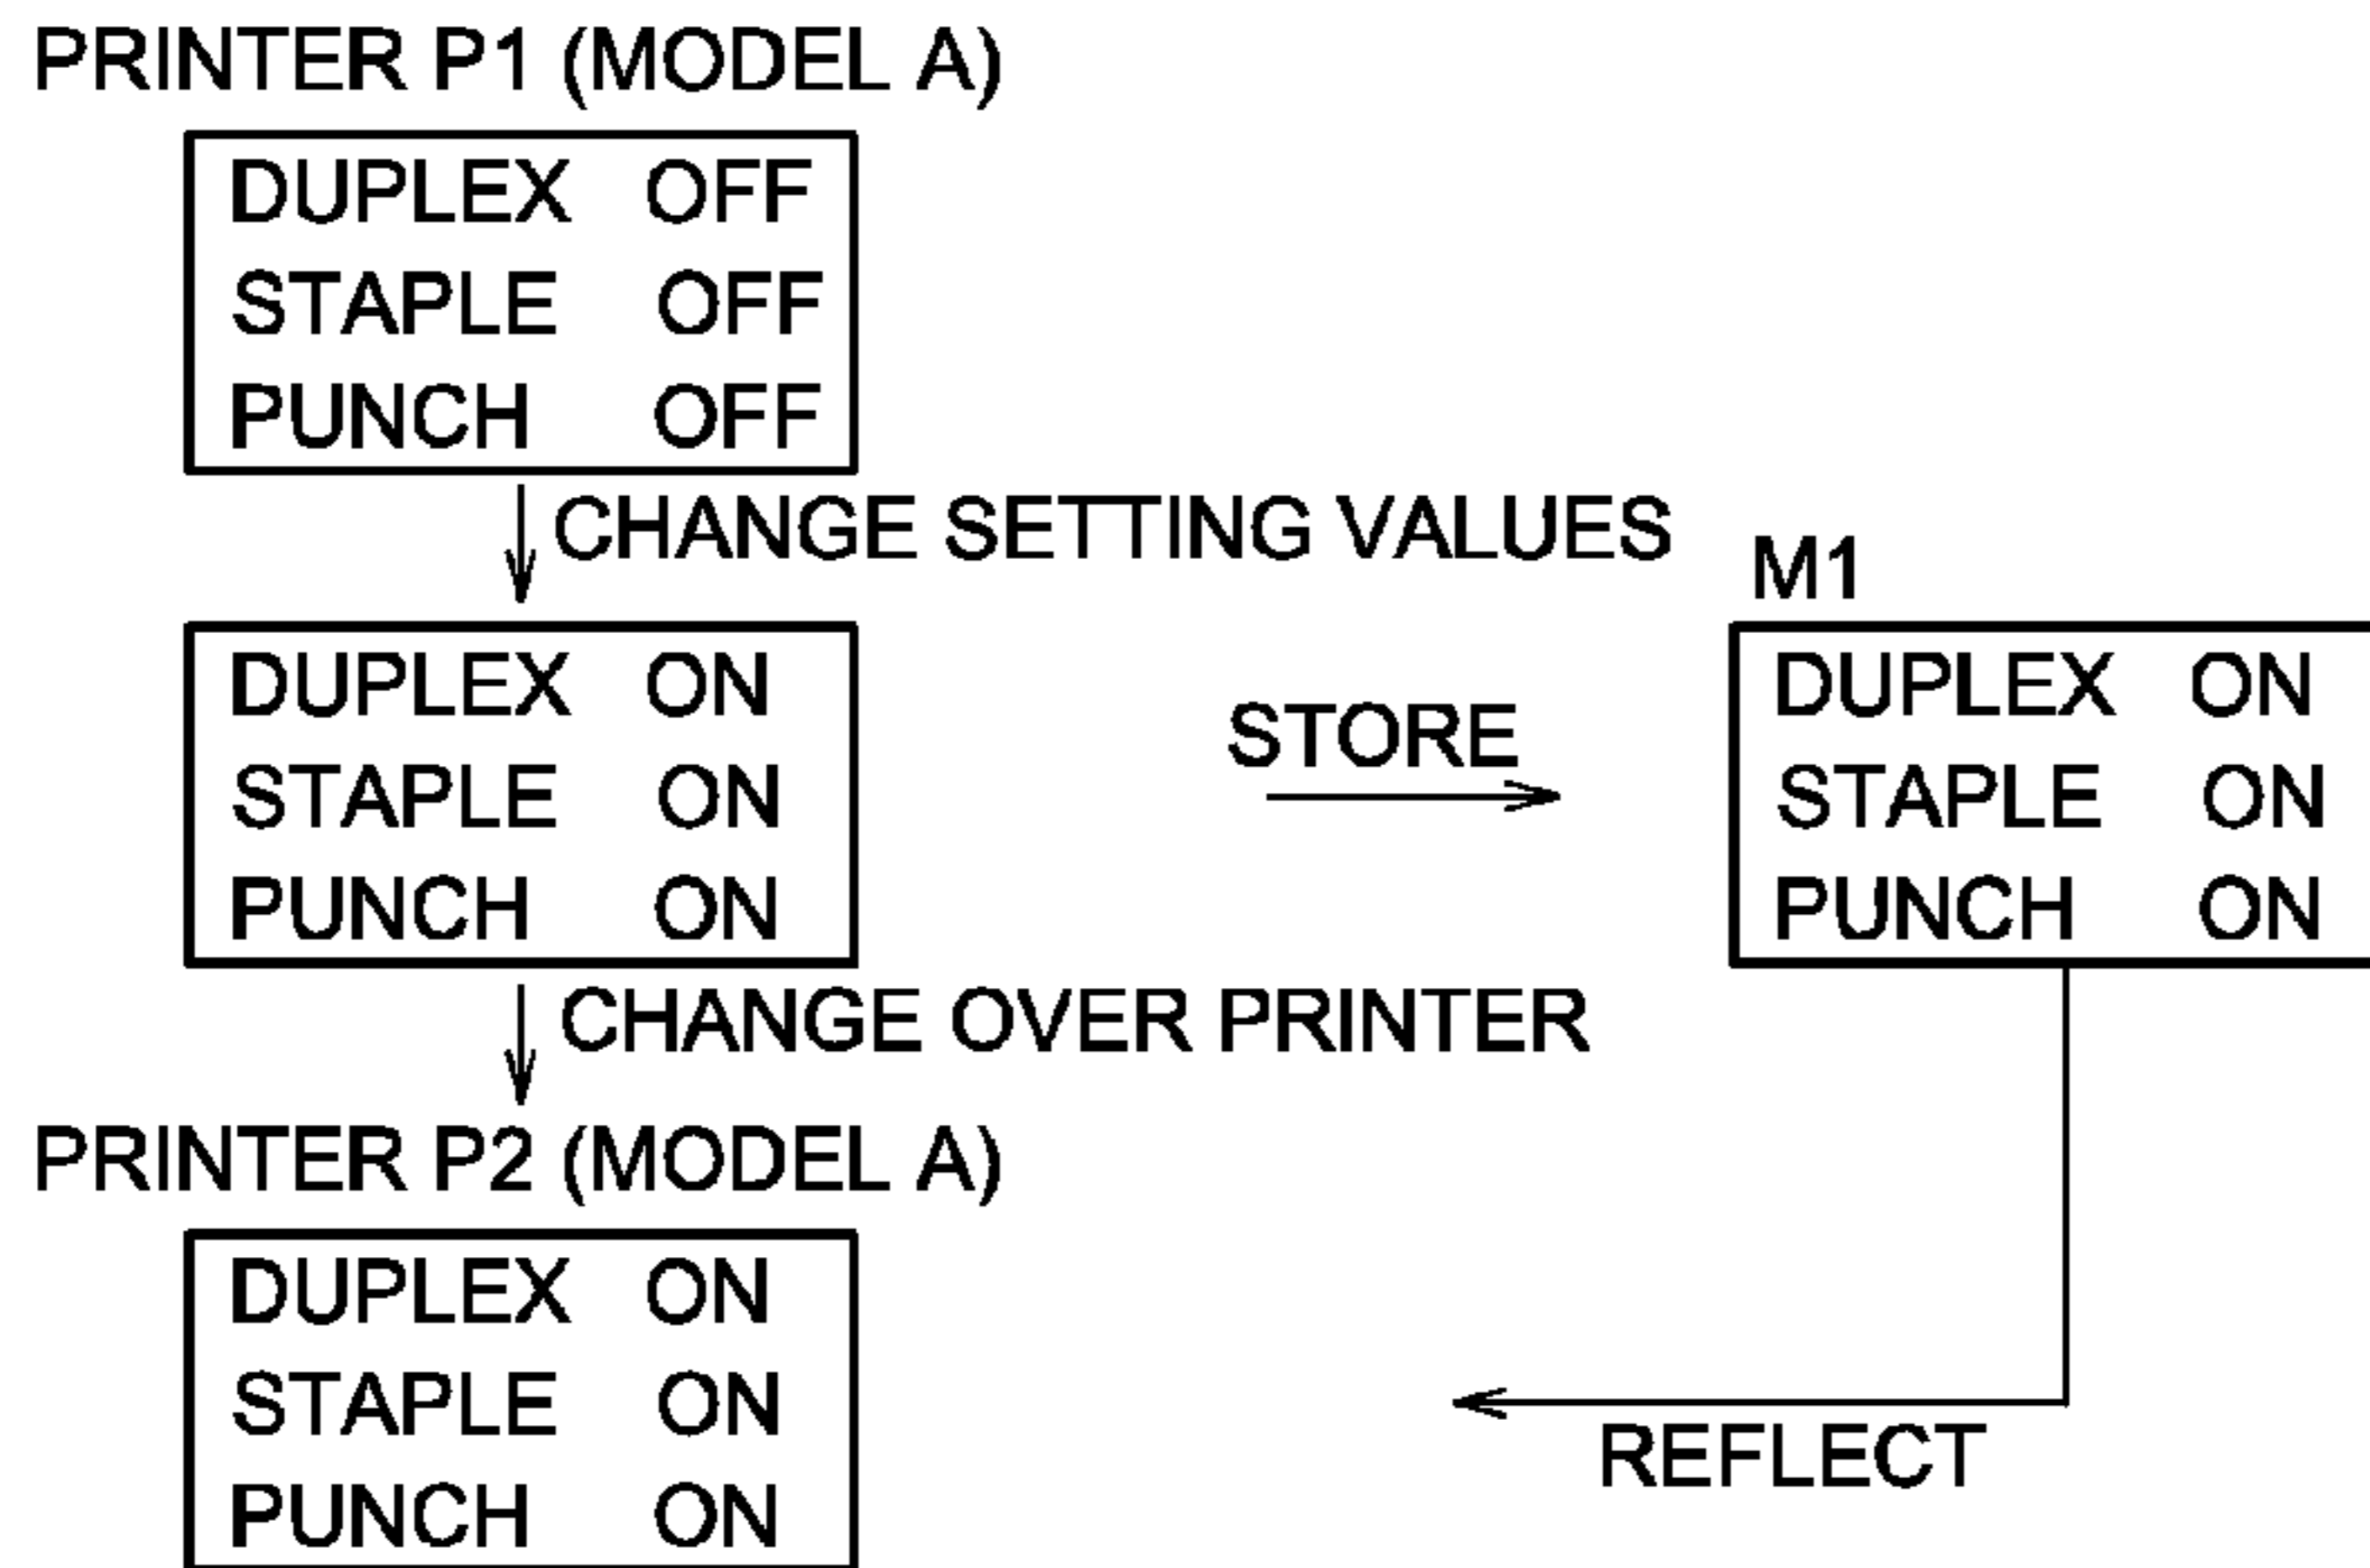 PRINTER P1 (MODEL A)
DUPLEX OFF
STAPLE OFF
PUNCH OFF
CHANGE SETTING VALUES
M1
DUPLEX ON
STAPLE ON
PUNCH ON
STORE
DUPLEX ON
STAPLE ON
PUNCH ON
CHANGE OVER PRINTER
PRINTER P2 (MODEL A)
DUPLEX ON
STAPLE ON
PUNCH ON
REFLECT